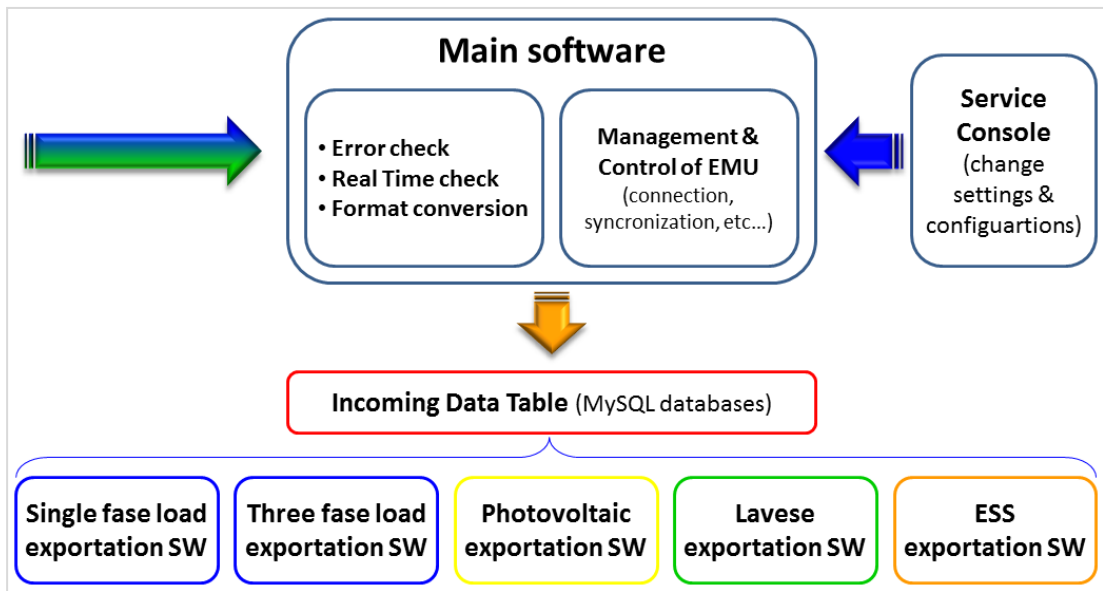 Main software
• Error check
• Real Time check
• Format conversion
Management &
Control of EMU
(connection,
syncronization, etc...)
Service
Console
(change
settings &
configuartions)
Incoming Data Table (MySQL databases)
Single fase load
exportation SW
Three fase load
exportation SW
Photovoltaic
exportation SW
Lavese
exportation SW
ESS
exportation SW